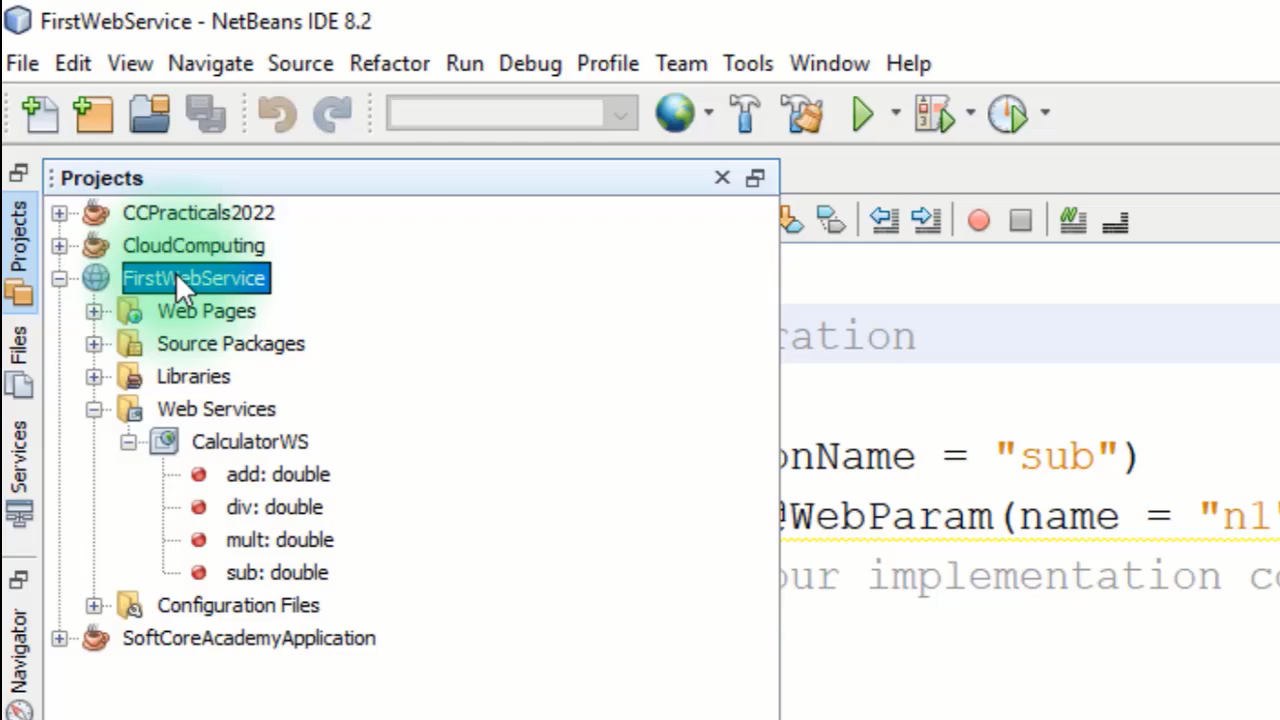 FirstWebService - NetBeans IDE 8.2
File Edit View Navigate Source Refactor Run Debug Profile Team Tools Window Help
Projects
CCPracticals2022
CloudComputing
FirstWebService
Web Pages
Source Packages
Libraries
Web Services
CalculatorWS
add: double
div: double
mult: double
sub: double
Configuration Files
SoftCoreAcademyApplication
Projects
Files
Services
Navigator
ration
onName = "sub")
@WebParam(name = "n1"
our implementation co